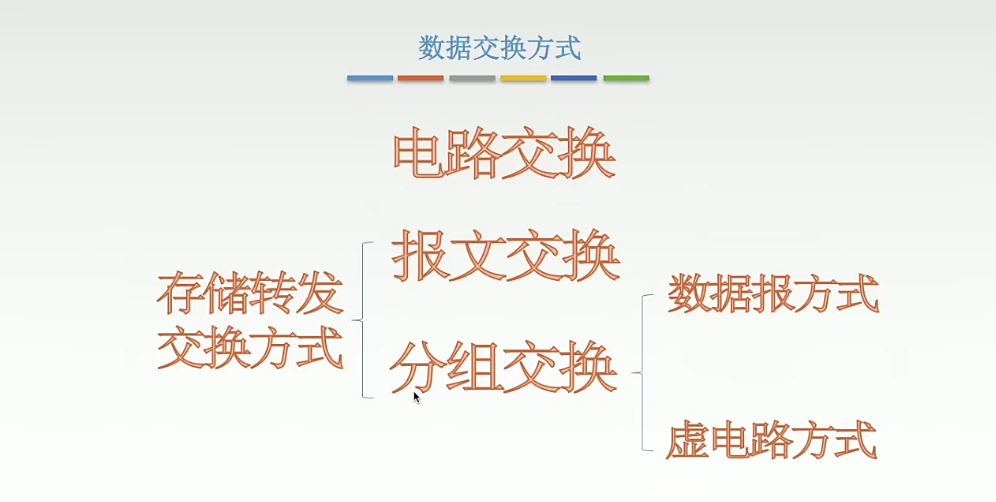 数据交换方式
电路交换
报文交换
存储转发
交换方式
分组交换
数据报方式
虚电路方式